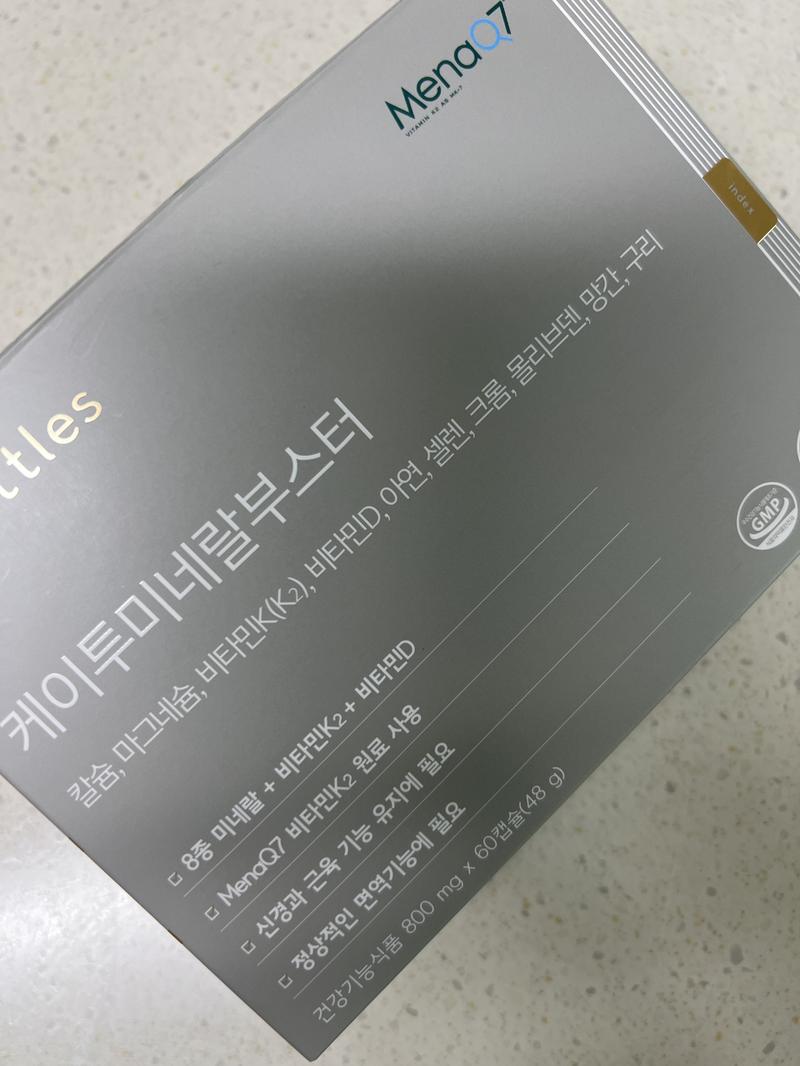 MenaQ7
VITAMIN K2 AS MK-7
index
ttles
케이투미네랄부스터
칼슘, 마그네슘, 비타민K(K2), 비타민D, 아연, 셀렌, 크롬, 몰리브덴, 망간, 구리
GMP
8종 미네랄 + 비타민K2 + 비타민D
MenaQ7 비타민K2 원료 사용
신경과 근육 기능 유지에 필요
정상적인 면역기능에 필요
건강기능식품 800 mg x 60캡슐(48 g)